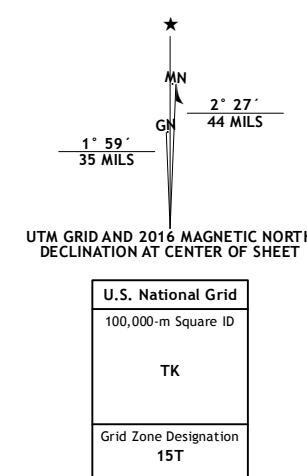 MN
GN
2° 27´
44 MILS
1° 59´
35 MILS
UTM GRID AND 2016 MAGNETIC NORTH
DECLINATION AT CENTER OF SHEET
U.S. National Grid
100,000-m Square ID
TK
Grid Zone Designation
15T